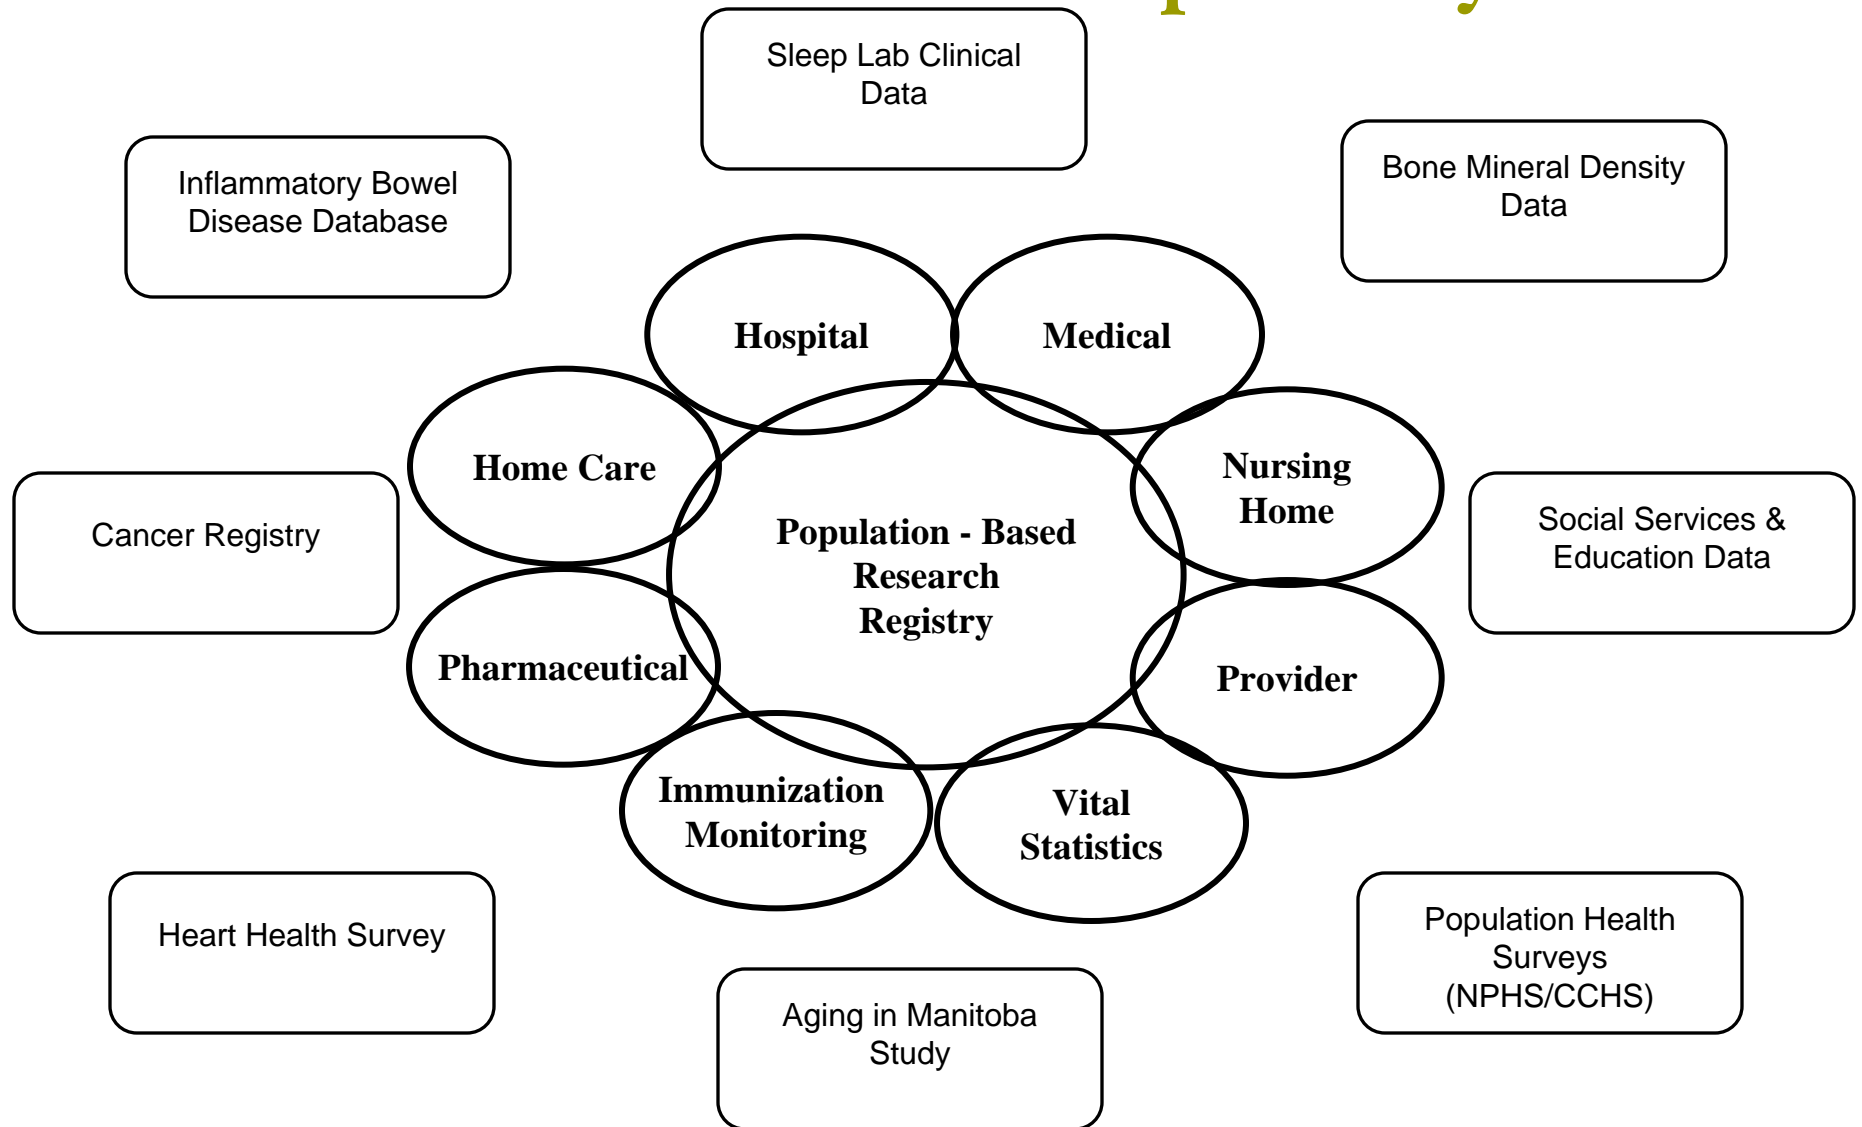 Sleep Lab Clinical
Data
Inflammatory Bowel
Disease Database
Bone Mineral Density
Data
Hospital
Medical
Home Care
Nursing
Home
Cancer Registry
Population - Based
Research
Registry
Social Services &
Education Data
Pharmaceutical
Provider
Immunization
Monitoring
Vital
Statistics
Heart Health Survey
Population Health
Surveys
(NPHS/CCHS)
Aging in Manitoba
Study